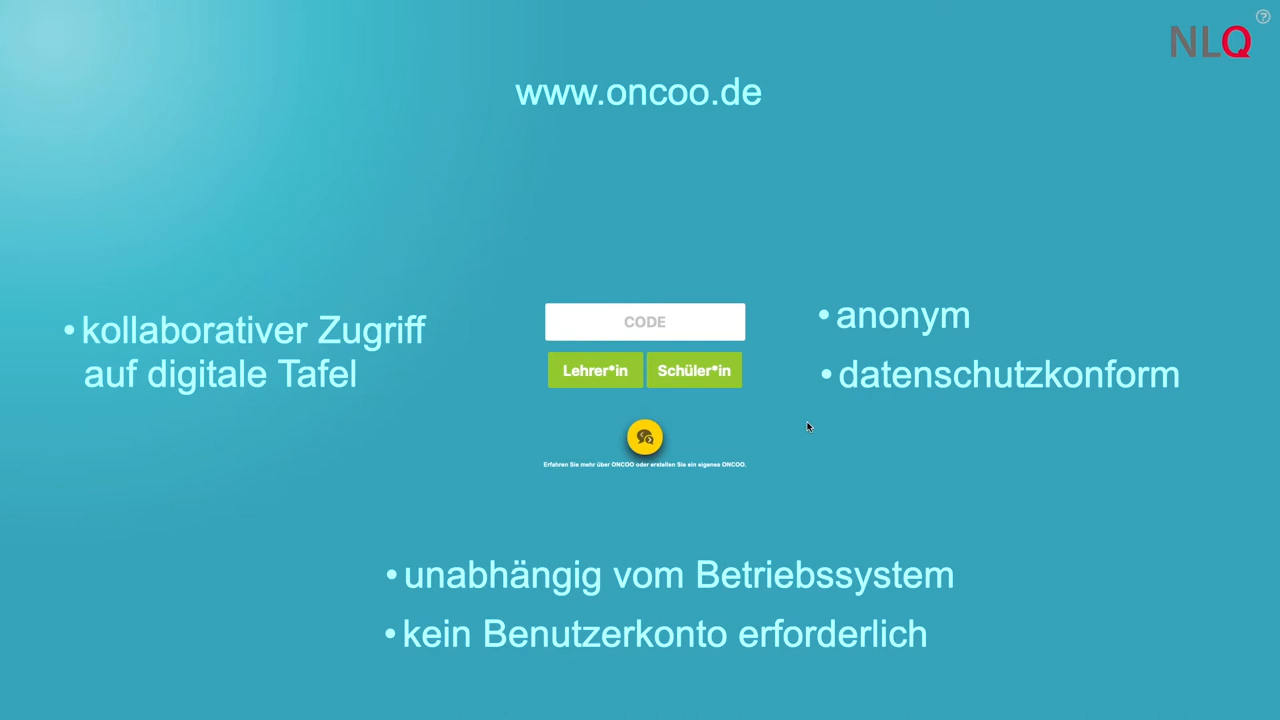 ?
NLQ
www.oncoo.de
• kollaborativer Zugriff
auf digitale Tafel
CODE
Lehrer*in Schüler*in
Erfahren Sie mehr über ONCOO oder erstellen Sie ein eigenes ONCOO.
• anonym
• datenschutzkonform
• unabhängig vom Betriebssystem
• kein Benutzerkonto erforderlich